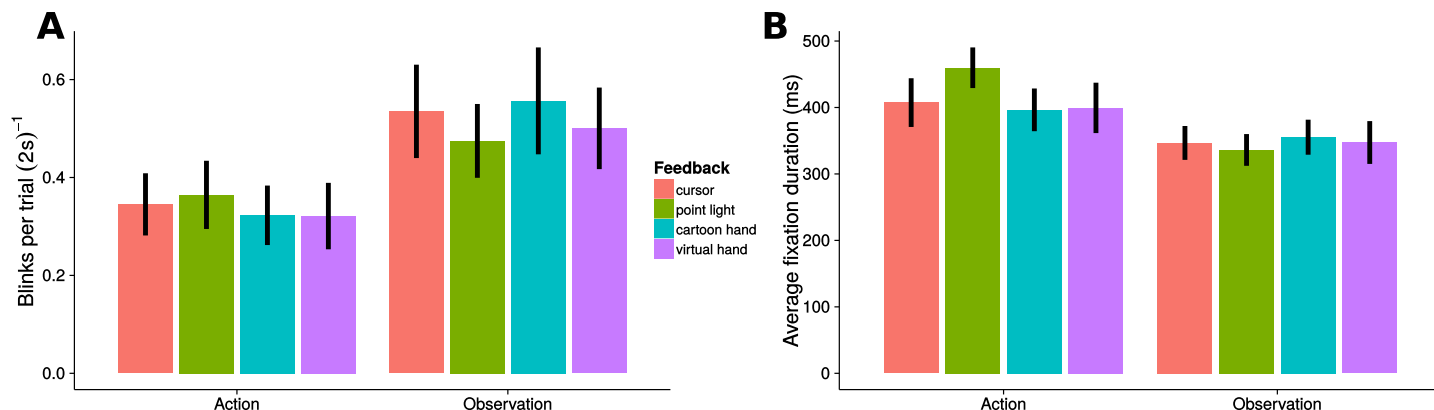 A
Blinks per trial (2s)⁻¹
0.6
0.4
0.2
0.0
Action
Observation
Feedback
cursor
point light
cartoon hand
virtual hand
B
Average fixation duration (ms)
500
400
300
200
100
0
Action
Observation